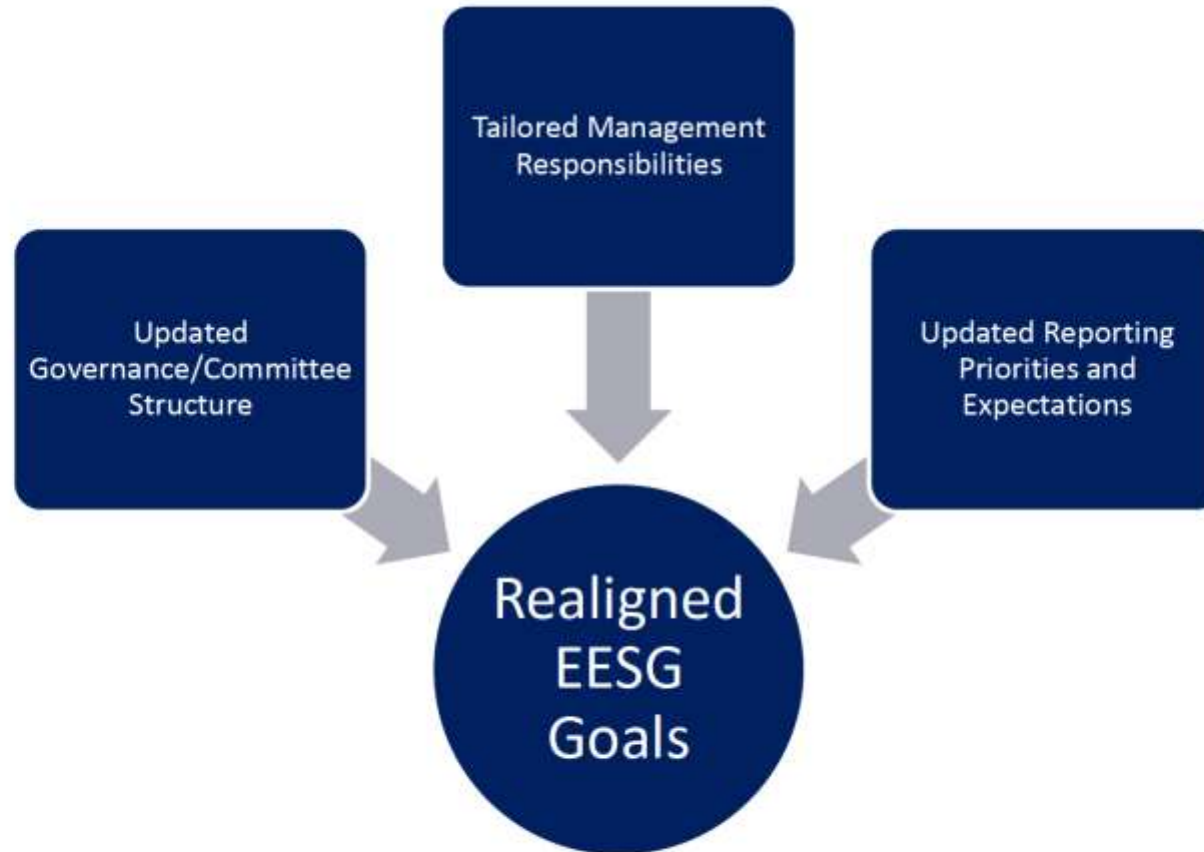 Tailored Management
Responsibilities
Updated
Governance/Committee
Structure
Updated Reporting
Priorities and
Expectations
Realigned
EESG
Goals